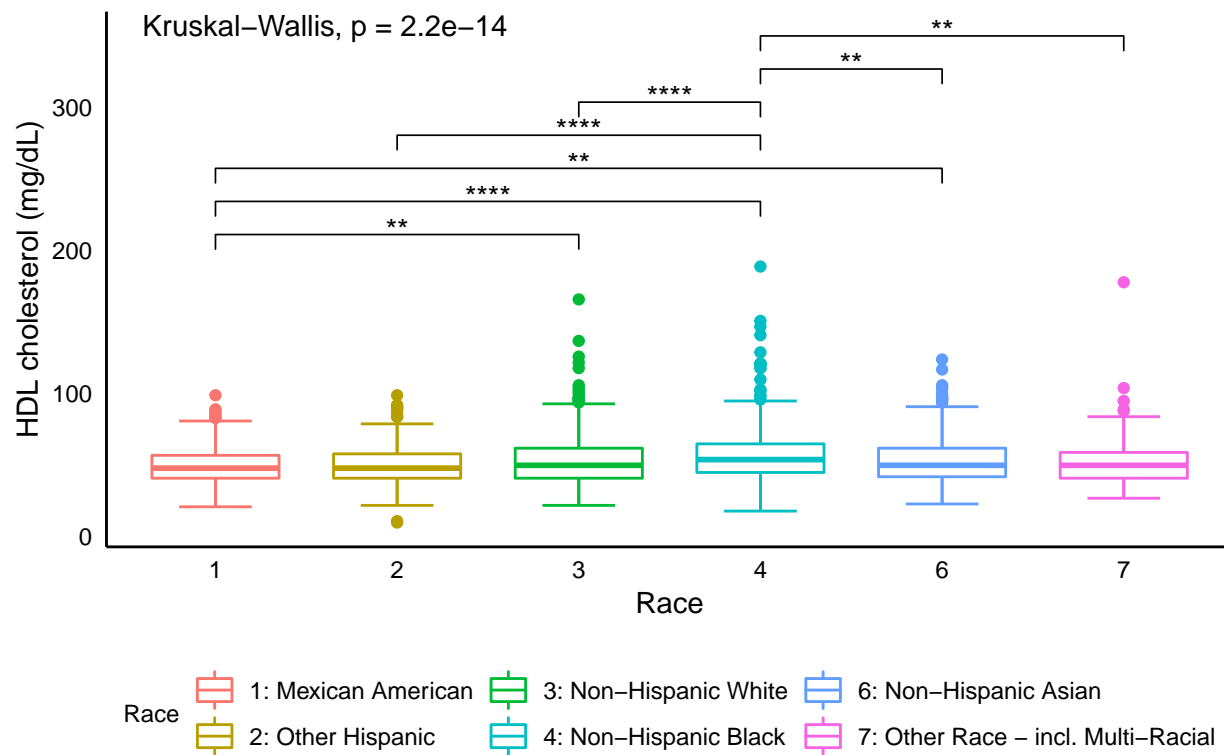 Kruskal−Wallis, p = 2.2e−14
**
**
****
****
**
****
**
300
200
100
0
HDL cholesterol (mg/dL)
1 2 3 4 6 7
Race
Race
1: Mexican American 3: Non−Hispanic White 6: Non−Hispanic Asian
2: Other Hispanic 4: Non−Hispanic Black 7: Other Race − incl. Multi−Racial